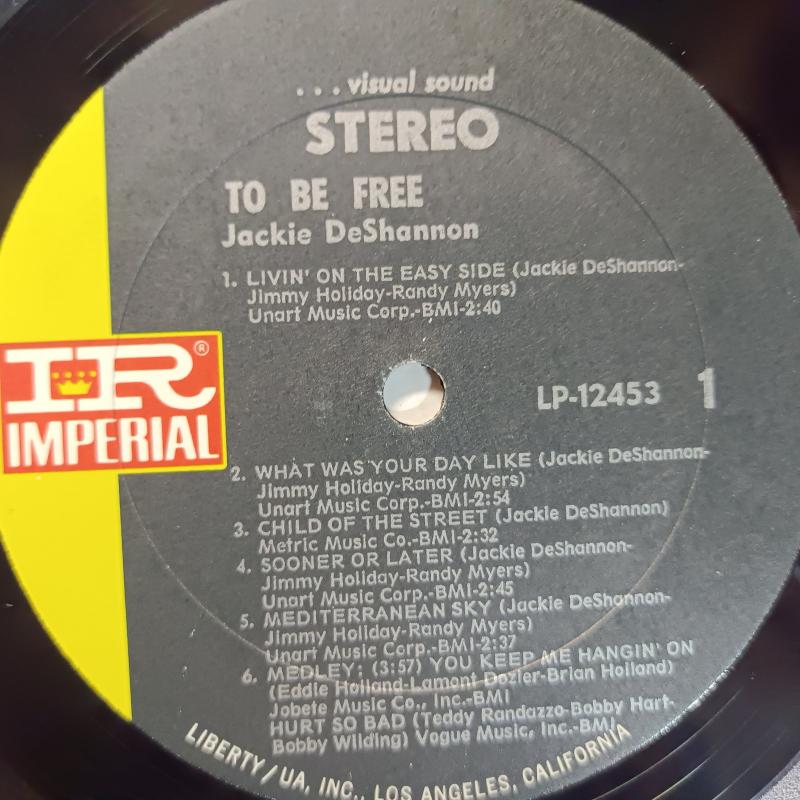 . . . visual sound
STEREO
TO BE FREE
Jackie DeShannon
1. LIVIN' ON THE EASY SIDE (Jackie DeShannon-
Jimmy Holiday-Randy Myers)
Unart Music Corp.-BMI-2:40
IR®
IMPERIAL
LP-12453 1
2. WHAT WAS YOUR DAY LIKE (Jackie DeShannon-
Jimmy Holiday-Randy Myers)
Unart Music Corp.-BMI-2:54
3. CHILD OF THE STREET (Jackie DeShannon)
Metric Music Co.-BMI-2:32
4. SOONER OR LATER (Jackie DeShannon-
Jimmy Holiday-Randy Myers)
Unart Music Corp.-BMI-2:45
5. MEDITERRANEAN SKY (Jackie DeShannon-
Jimmy Holiday-Randy Myers)
Unart Music Corp.-BMI-2:37
6. MEDLEY: (3:57) YOU KEEP ME HANGIN' ON
(Eddie Holland-Lamont Dozier-Brian Holland)
Jobete Music Co., Inc.-BMI
HURT SO BAD (Teddy Randazzo-Bobby Hart-
Bobby Wilding) Vogue Music, Inc.-BMI
LIBERTY/UA, INC., LOS ANGELES, CALIFORNIA